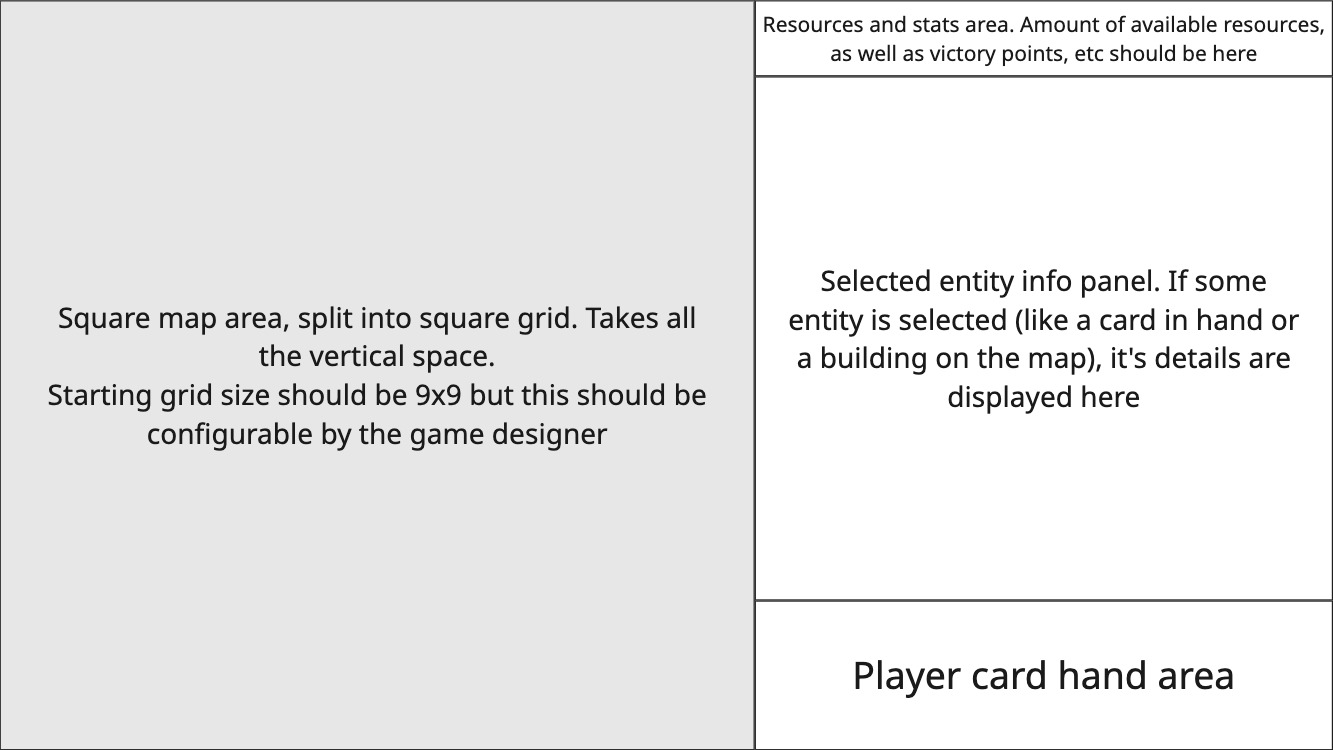 Square map area, split into square grid. Takes all
the vertical space.
Starting grid size should be 9x9 but this should be
configurable by the game designer
Resources and stats area. Amount of available resources,
as well as victory points, etc should be here
Selected entity info panel. If some
entity is selected (like a card in hand or
a building on the map), it's details are
displayed here
Player card hand area